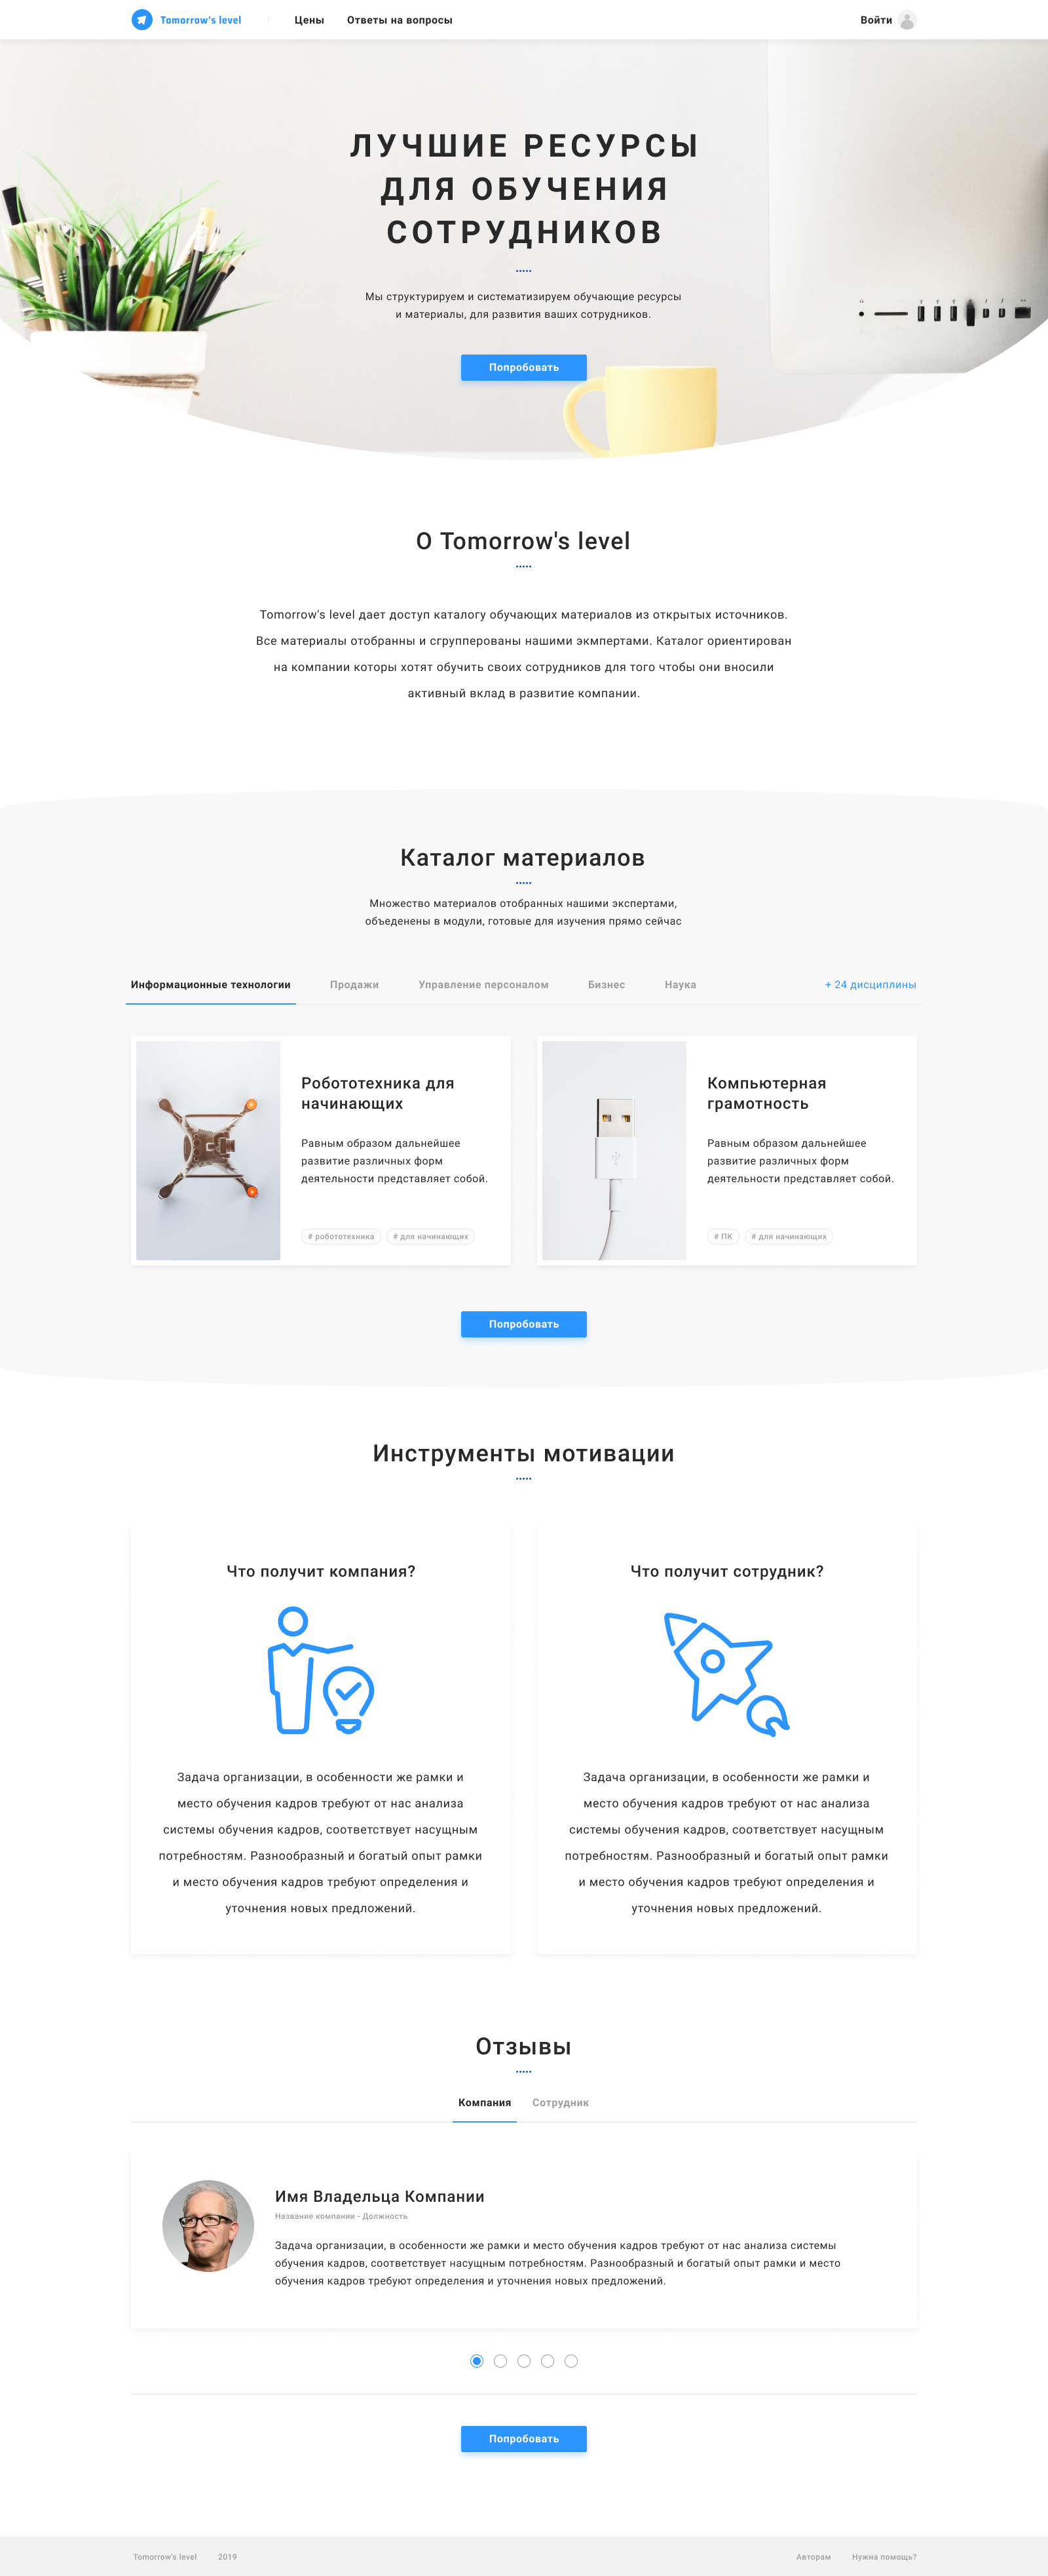 Tomorrow's level
Цены
Ответы на вопросы
Войти
ЛУЧШИЕ РЕСУРСЫ
ДЛЯ ОБУЧЕНИЯ
СОТРУДНИКОВ
Мы структурируем и систематизируем обучающие ресурсы
и материалы, для развития ваших сотрудников.
Попробовать
О Tomorrow's level
Tomorrow's level дает доступ каталогу обучающих материалов из открытых источников.
Все материалы отобранны и сгрупперованы нашими экмпертами. Каталог ориентирован
на компании которы хотят обучить своих сотрудников для того чтобы они вносили
активный вклад в развитие компании.
Каталог материалов
Множество материалов отобранных нашими экспертами,
объеденены в модули, готовые для изучения прямо сейчас
Информационные технологии
Продажи
Управление персоналом
Бизнес
Наука
+ 24 дисциплины
Робототехника для
начинающих
Равным образом дальнейшее
развитие различных форм
деятельности представляет собой.
# робототехника
# для начинающих
Компьютерная
грамотность
Равным образом дальнейшее
развитие различных форм
деятельности представляет собой.
# ПК
# для начинающих
Попробовать
Инструменты мотивации
Что получит компания?
Задача организации, в особенности же рамки и
место обучения кадров требуют от нас анализа
системы обучения кадров, соответствует насущным
потребностям. Разнообразный и богатый опыт рамки
и место обучения кадров требуют определения и
уточнения новых предложений.
Что получит сотрудник?
Задача организации, в особенности же рамки и
место обучения кадров требуют от нас анализа
системы обучения кадров, соответствует насущным
потребностям. Разнообразный и богатый опыт рамки
и место обучения кадров требуют определения и
уточнения новых предложений.
Отзывы
Компания
Сотрудник
Имя Владельца Компании
Название компании - Должность
Задача организации, в особенности же рамки и место обучения кадров требуют от нас анализа системы
обучения кадров, соответствует насущным потребностям. Разнообразный и богатый опыт рамки и место
обучения кадров требуют определения и уточнения новых предложений.
Попробовать
Tomorrow's level
2019
Авторам
Нужна помощь?